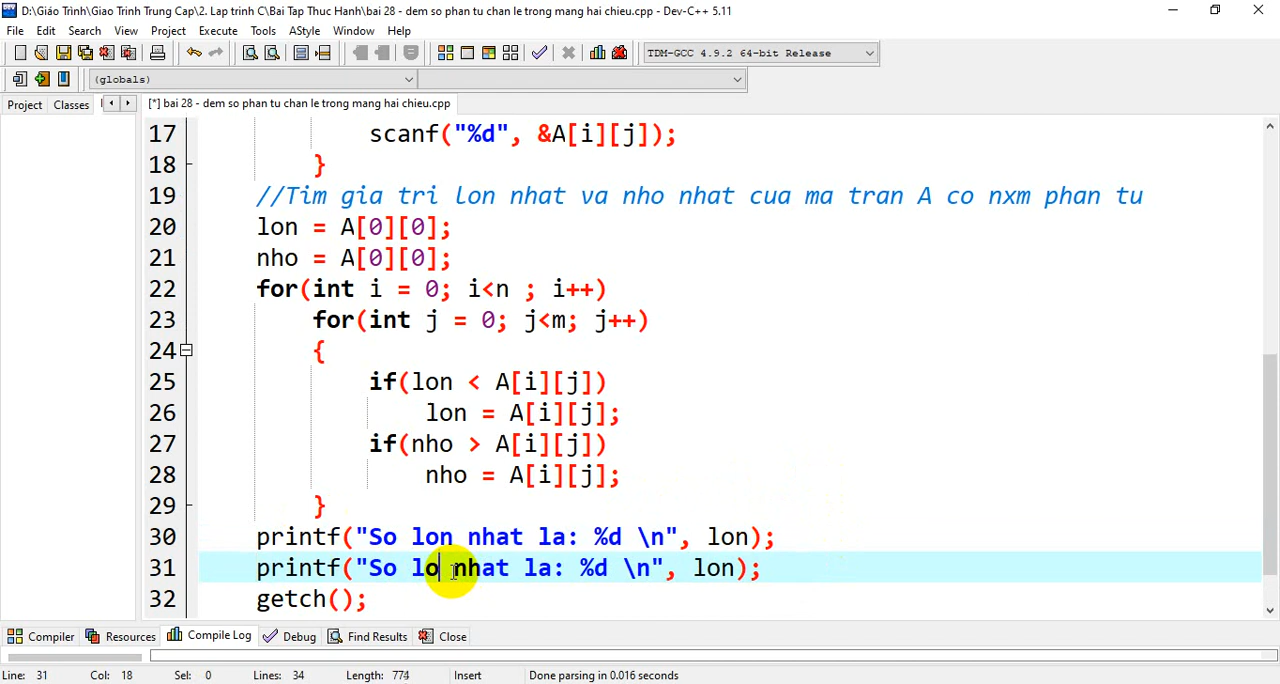 D:\Giáo Trình\Giao Trinh Trung Cap\2. Lap trinh C\Bai Tap Thuc Hanh\bai 28 - dem so phan tu chan le trong mang hai chieu.cpp - Dev-C++ 5.11
File Edit Search View Project Execute Tools AStyle Window Help
TDM-GCC 4.9.2 64-bit Release
(globals)
Project Classes [*] bai 28 - dem so phan tu chan le trong mang hai chieu.cpp
17 scanf("%d", &A[i][j]);
18 }
19 //Tim gia tri lon nhat va nho nhat cua ma tran A co nxm phan tu
20 lon = A[0][0];
21 nho = A[0][0];
22 for(int i = 0; i<n ; i++)
23 for(int j = 0; j<m; j++)
24 {
25 if(lon < A[i][j])
26 lon = A[i][j];
27 if(nho > A[i][j])
28 nho = A[i][j];
29 }
30 printf("So lon nhat la: %d \n", lon);
31 printf("So lo nhat la: %d \n", lon);
32 getch();
Compiler Resources Compile Log Debug Find Results Close
Line: 31 Col: 18 Sel: 0 Lines: 34 Length: 774 Insert Done parsing in 0.016 seconds